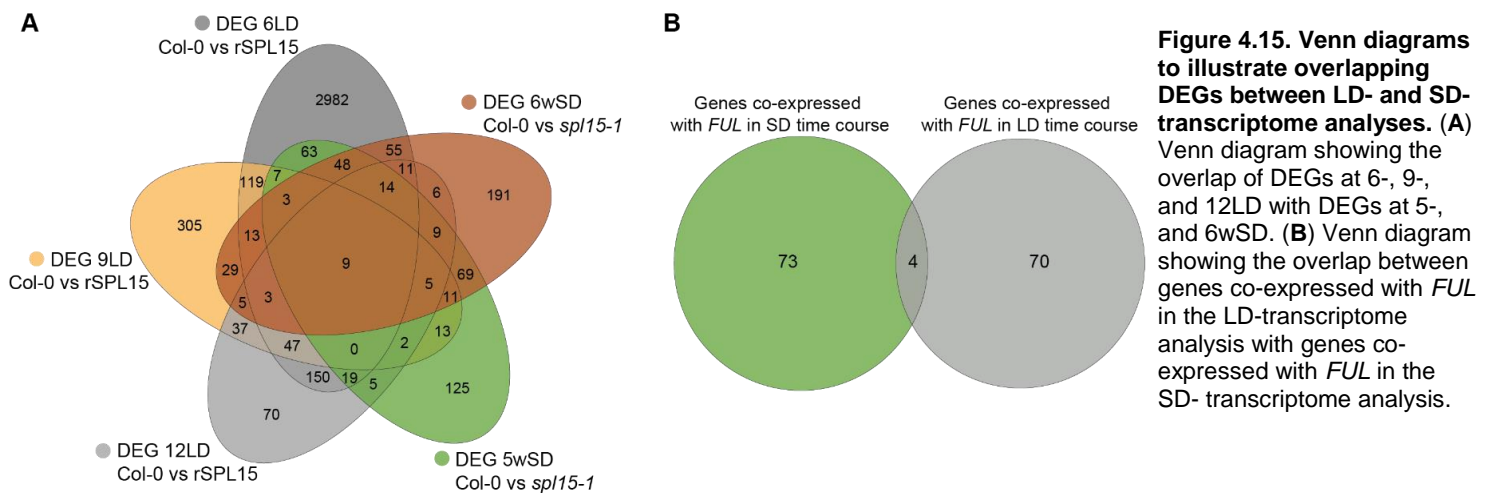 A
DEG 6LD
Col-0 vs rSPL15
2982
DEG 6wSD
Col-0 vs spl15-1
63
48
55
11
119
7
3
14
6
191
305
13
9
DEG 9LD
Col-0 vs rSPL15
29
9
5
69
5
3
11
37
47
0
2
13
150
19
5
125
70
DEG 12LD
Col-0 vs rSPL15
DEG 5wSD
Col-0 vs spl15-1
B
Genes co-expressed
with FUL in SD time course
Genes co-expressed
with FUL in LD time course
73
4
70
Figure 4.15. Venn diagrams
to illustrate overlapping
DEGs between LD- and SD-
transcriptome analyses. (A)
Venn diagram showing the
overlap of DEGs at 6-, 9-,
and 12LD with DEGs at 5-,
and 6wSD. (B) Venn diagram
showing the overlap between
genes co-expressed with FUL
in the LD-transcriptome
analysis with genes co-
expressed with FUL in the
SD- transcriptome analysis.